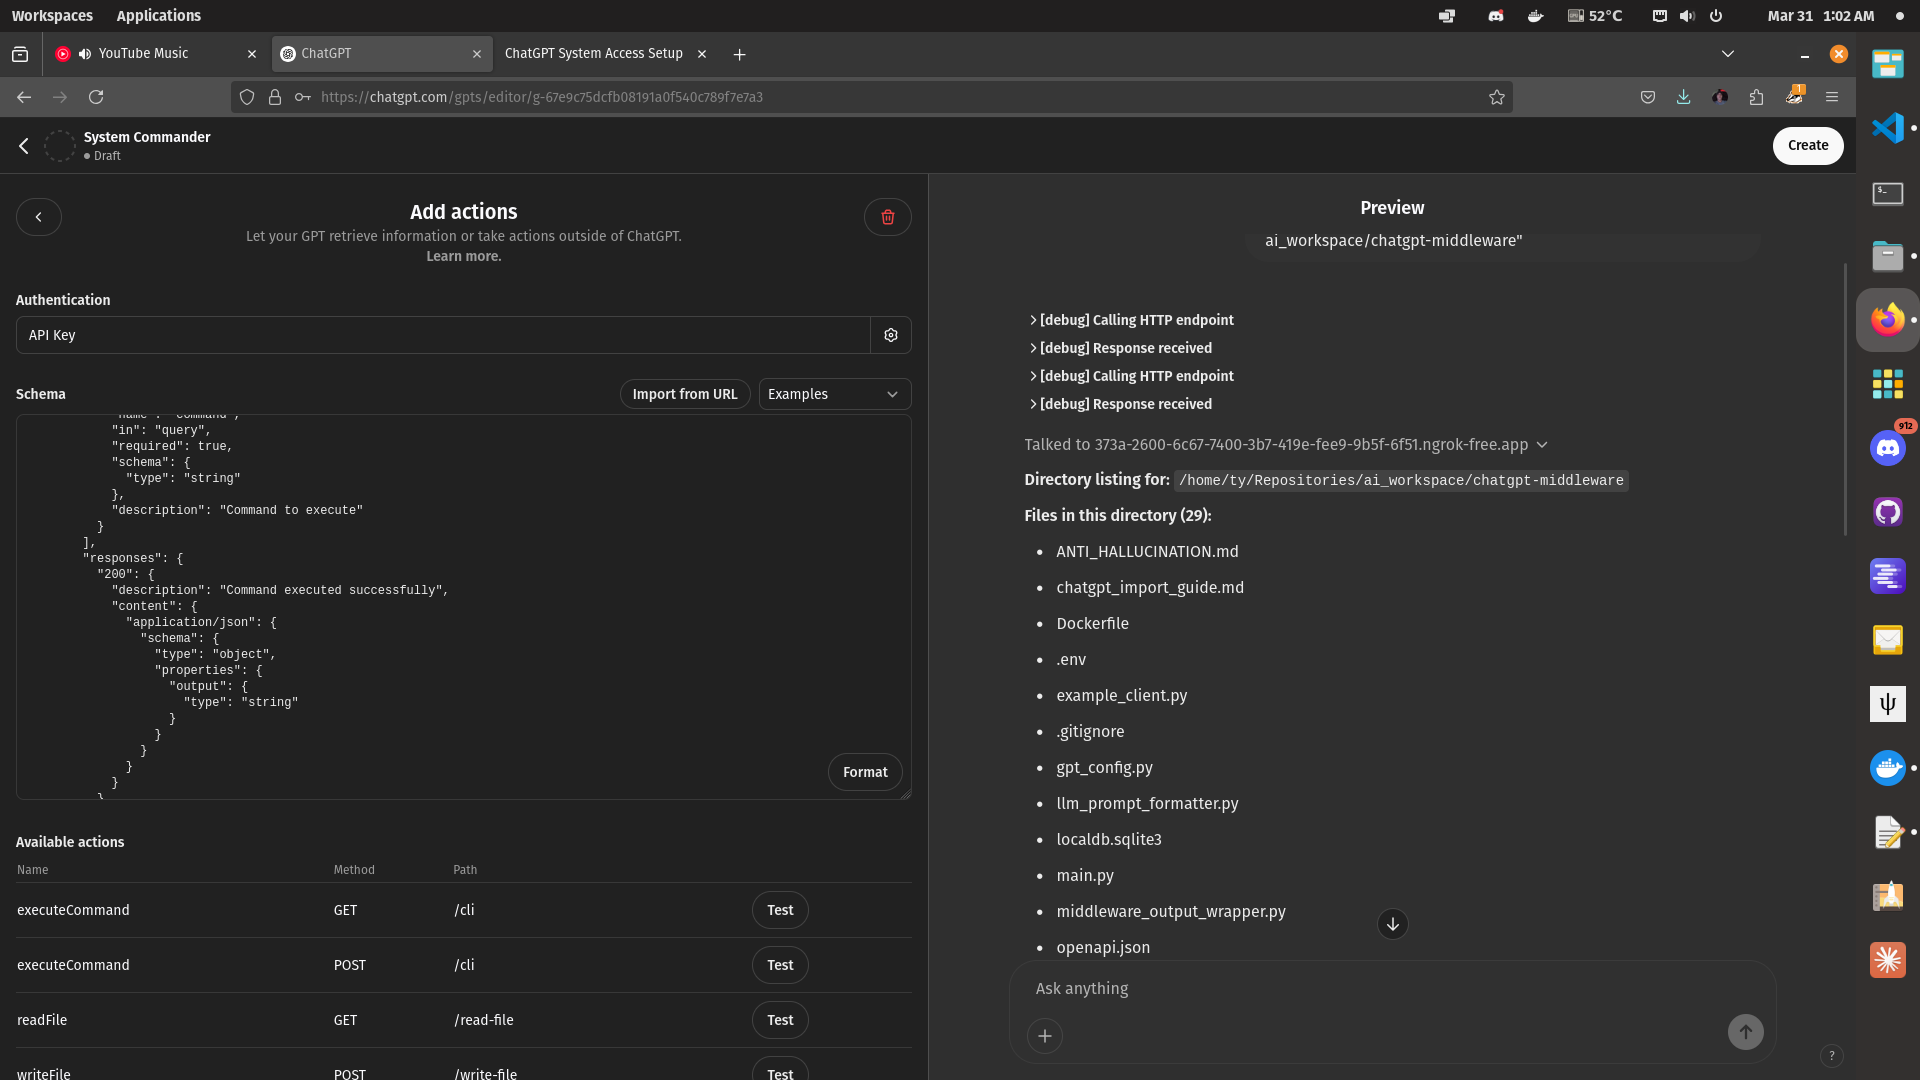 Workspaces Applications 52°C Mar 31 1:02 AM
YouTube Music ChatGPT ChatGPT System Access Setup
https://chatgpt.com/gpts/editor/g-67e9c75dcfb08191a0f540c789f7e7a3
1
System Commander
Draft
Create
Add actions
Let your GPT retrieve information or take actions outside of ChatGPT.
Learn more.
Authentication
API Key
Schema
Import from URL
Examples
"name": "command",
"in": "query",
"required": true,
"schema": {
"type": "string"
},
"description": "Command to execute"
}
],
"responses": {
"200": {
"description": "Command executed successfully",
"content": {
"application/json": {
"schema": {
"type": "object",
"properties": {
"output": {
"type": "string"
}
}
}
}
}
}
Format
Available actions
Name Method Path
executeCommand GET /cli Test
executeCommand POST /cli Test
readFile GET /read-file Test
writeFile POST /write-file Test
Preview
ai_workspace/chatgpt-middleware"
[debug] Calling HTTP endpoint
[debug] Response received
[debug] Calling HTTP endpoint
[debug] Response received
Talked to 373a-2600-6c67-7400-3b7-419e-fee9-9b5f-6f51.ngrok-free.app
Directory listing for: /home/ty/Repositories/ai_workspace/chatgpt-middleware
Files in this directory (29):
ANTI_HALLUCINATION.md
chatgpt_import_guide.md
Dockerfile
.env
example_client.py
.gitignore
gpt_config.py
llm_prompt_formatter.py
localdb.sqlite3
main.py
middleware_output_wrapper.py
openapi.json
Ask anything
?
$_
912
ψ